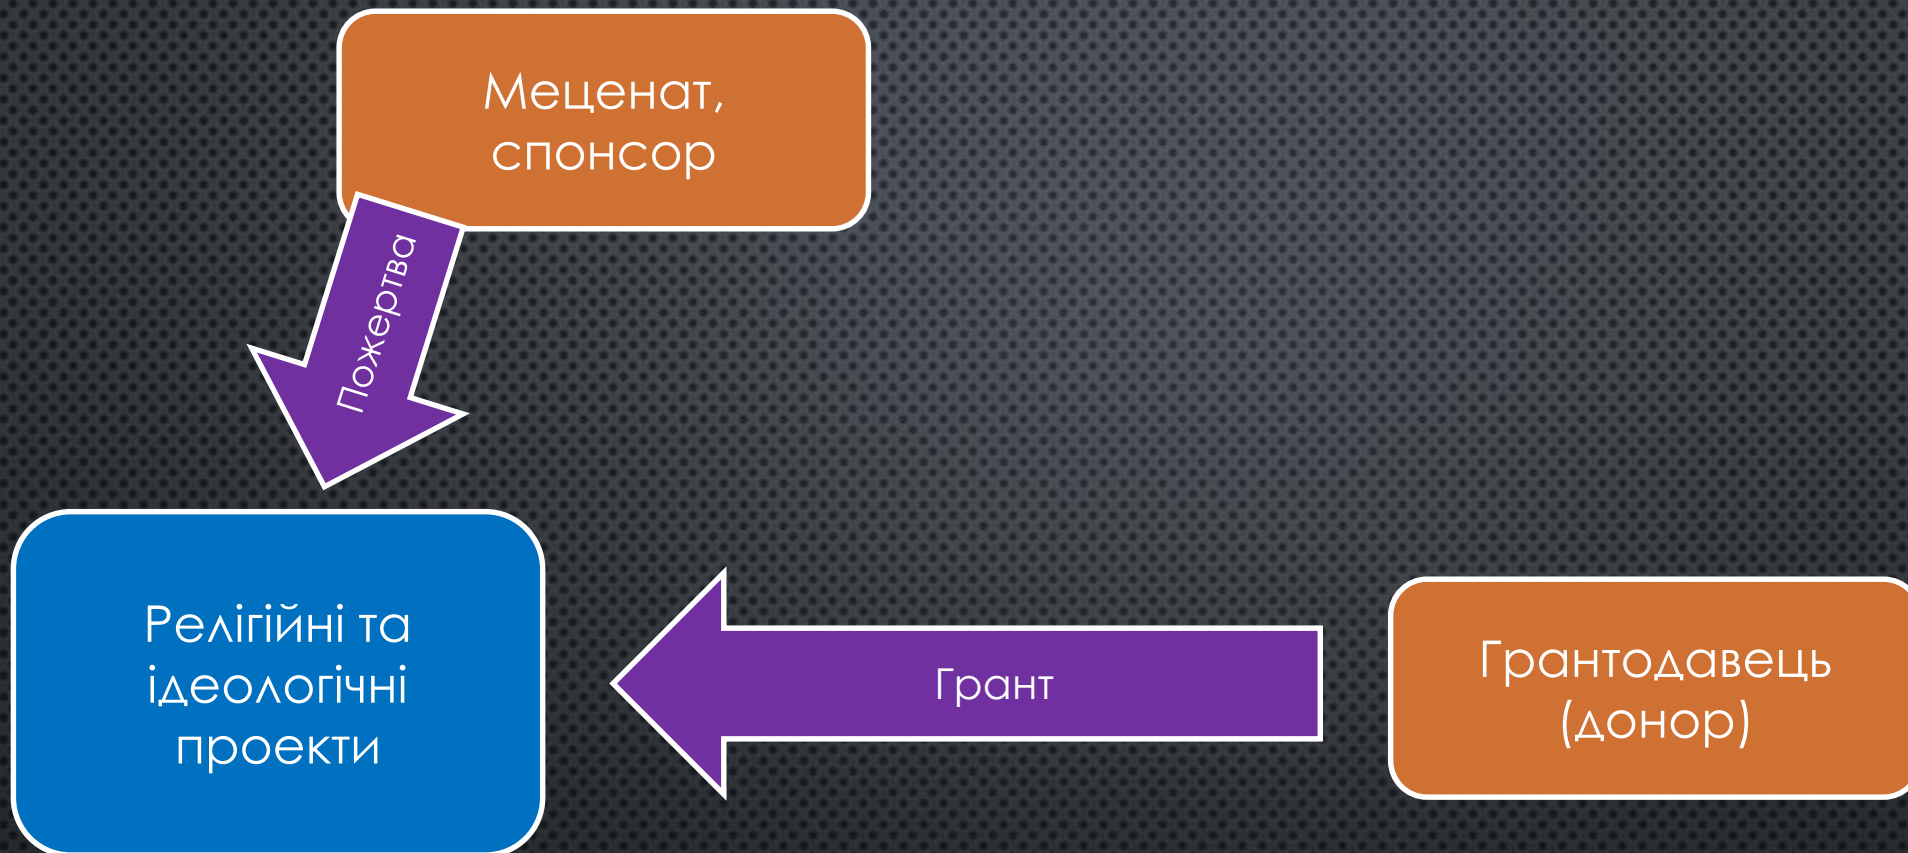 Меценат,
спонсор
Пожертва
Релігійні та
ідеологічні
проекти
Грант
Грантодавець
(донор)